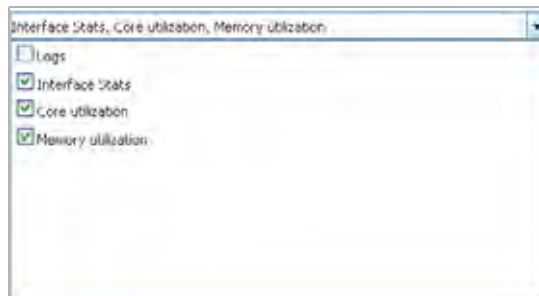 Interface Stats, Core utilization, Memory utilization
Logs
Interface Stats
Core utilization
Memory utilization